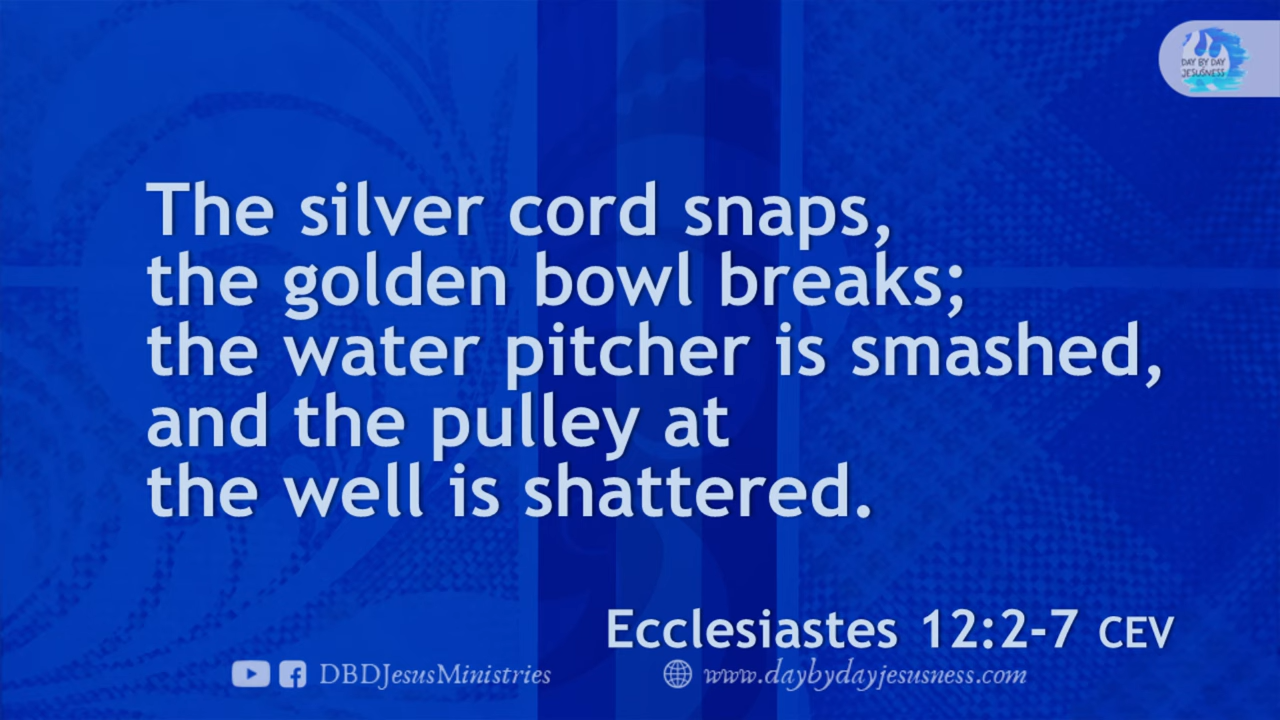 DAY BY DAY
JESUSNESS
The silver cord snaps,
the golden bowl breaks;
the water pitcher is smashed,
and the pulley at
the well is shattered.
Ecclesiastes 12:2-7 CEV
DBDJesusMinistries
www.daybydayjesusness.com